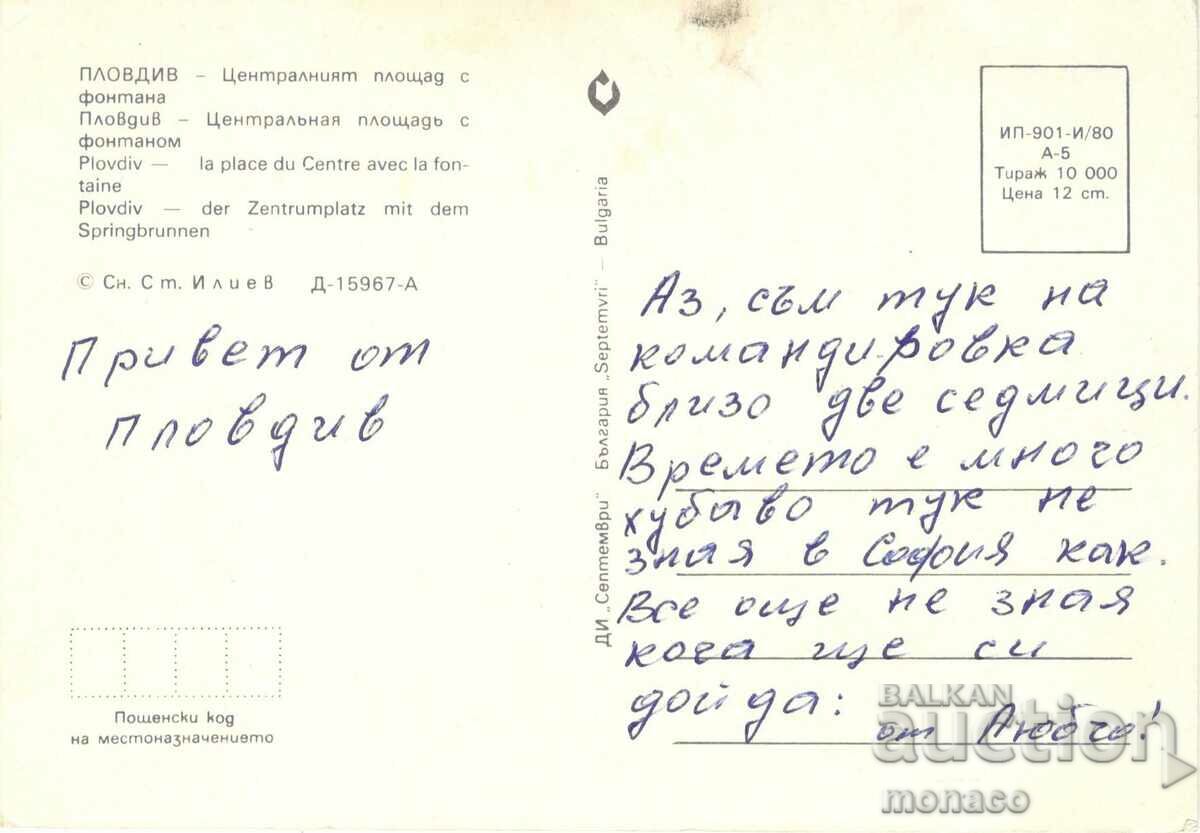 ПЛОВДИВ – Централният площад с
фонтана
Пловдив – Центральная площадь с
фонтаном
Plovdiv — la place du Centre avec la fon-
taine
Plovdiv — der Zentrumplatz mit dem
Springbrunnen
© Сн. Ст. Илиев Д-15967-А
Привет от
Пловдив
Пощенски код
на местоназначението
ДИ „Септември" България „Septemvri" — Bulgaria
ИП-901-И/80
А-5
Тираж 10 000
Цена 12 ст.
Аз, съм тук на
командировка
близо две седмици.
Времето е много
хубаво тук не
зная в София как.
Все още не зная
кога ще си
дойда:
от Любчо!
BALKAN
auction
monaco